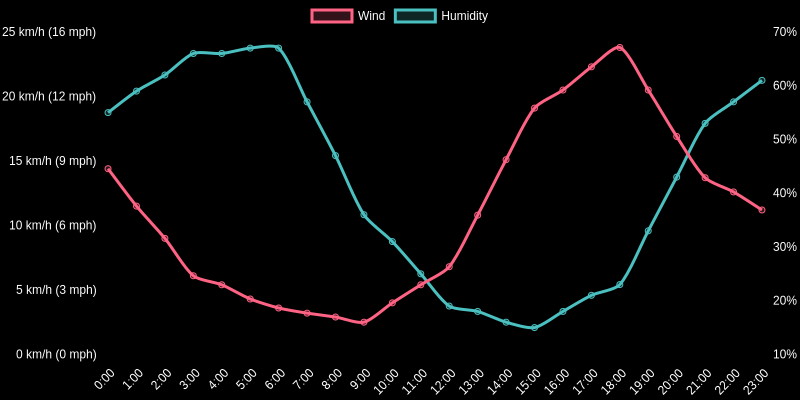 Wind Humidity
25 km/h (16 mph) 70%
20 km/h (12 mph) 60%
15 km/h (9 mph) 50%
10 km/h (6 mph) 40%
5 km/h (3 mph) 30%
0 km/h (0 mph) 20%
10%
0:00 1:00 2:00 3:00 4:00 5:00 6:00 7:00 8:00 9:00 10:00 11:00 12:00 13:00 14:00 15:00 16:00 17:00 18:00 19:00 20:00 21:00 22:00 23:00